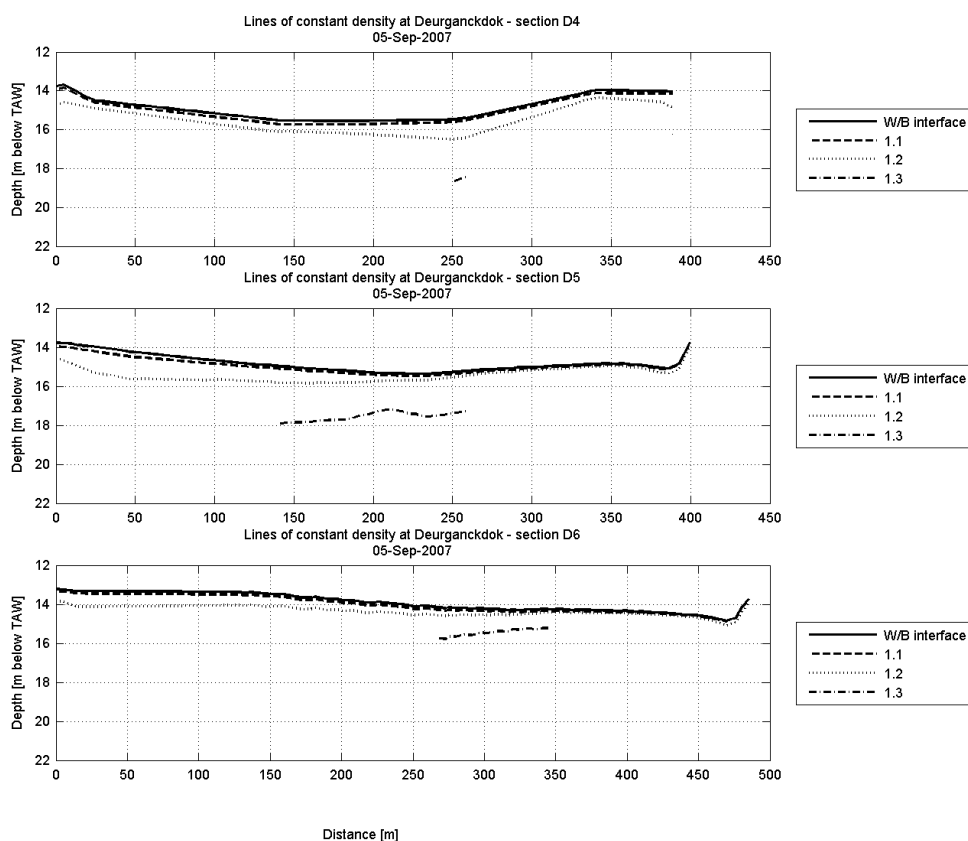 Lines of constant density at Deurganckdok - section D4
05-Sep-2007
12
14
16
18
20
22
Depth [m below TAW]
0 50 100 150 200 250 300 350 400 450
W/B interface
1.1
1.2
1.3
Lines of constant density at Deurganckdok - section D5
05-Sep-2007
12
14
16
18
20
22
Depth [m below TAW]
0 50 100 150 200 250 300 350 400 450
W/B interface
1.1
1.2
1.3
Lines of constant density at Deurganckdok - section D6
05-Sep-2007
12
14
16
18
20
22
Depth [m below TAW]
0 50 100 150 200 250 300 350 400 450 500
W/B interface
1.1
1.2
1.3
Distance [m]